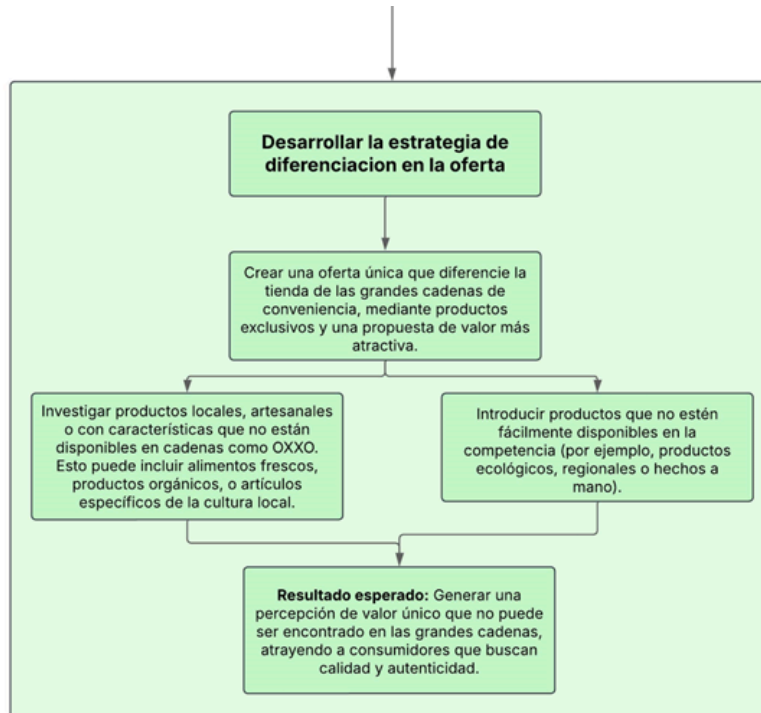 Desarrollar la estrategia de
diferenciacion en la oferta
Crear una oferta única que diferencie la
tienda de las grandes cadenas de
conveniencia, mediante productos
exclusivos y una propuesta de valor más
atractiva.
Investigar productos locales, artesanales
o con características que no están
disponibles en cadenas como OXXO.
Esto puede incluir alimentos frescos,
productos orgánicos, o artículos
específicos de la cultura local.
Introducir productos que no estén
fácilmente disponibles en la
competencia (por ejemplo, productos
ecológicos, regionales o hechos a
mano).
Resultado esperado: Generar una
percepción de valor único que no puede
ser encontrado en las grandes cadenas,
atrayendo a consumidores que buscan
calidad y autenticidad.